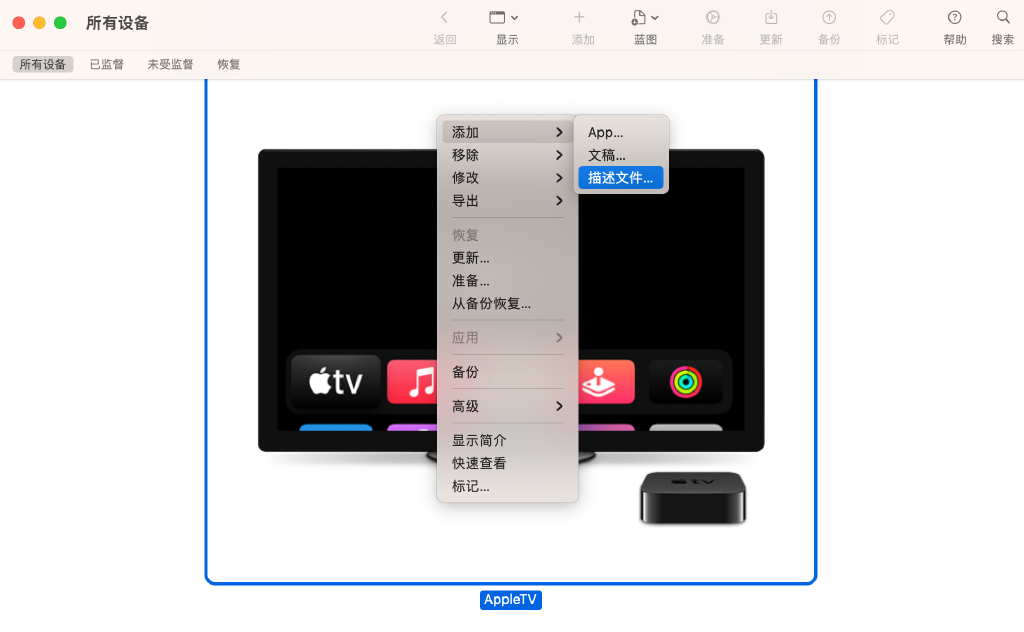 所有设备
返回
显示
添加
蓝图
准备
更新
备份
标记
帮助
搜索
所有设备
已监督
未受监督
恢复
添加
移除
修改
导出
恢复
更新...
准备...
从备份恢复...
应用
备份
高级
显示简介
快速查看
标记...
App...
文稿...
描述文件...
tv
tv
AppleTV